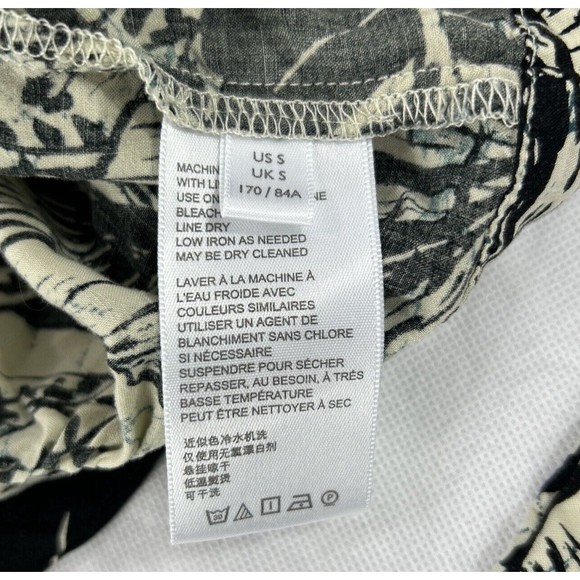 US S
UK S
170 / 84A
MACHIN
WITH LI
USE ON NE
BLEACH
LINE DRY
LOW IRON AS NEEDED
MAY BE DRY CLEANED
LAVER À LA MACHINE À
L'EAU FROIDE AVEC
COULEURS SIMILAIRES
UTILISER UN AGENT DE
BLANCHIMENT SANS CHLORE
SI NÉCESSAIRE
SUSPENDRE POUR SÉCHER
REPASSER, AU BESOIN, À TRÈS
BASSE TEMPÉRATURE
PEUT ÊTRE NETTOYER À SEC
近似色冷水机洗
仅使用无氯漂白剂
悬挂晾干
低温熨烫
可干洗
30 P